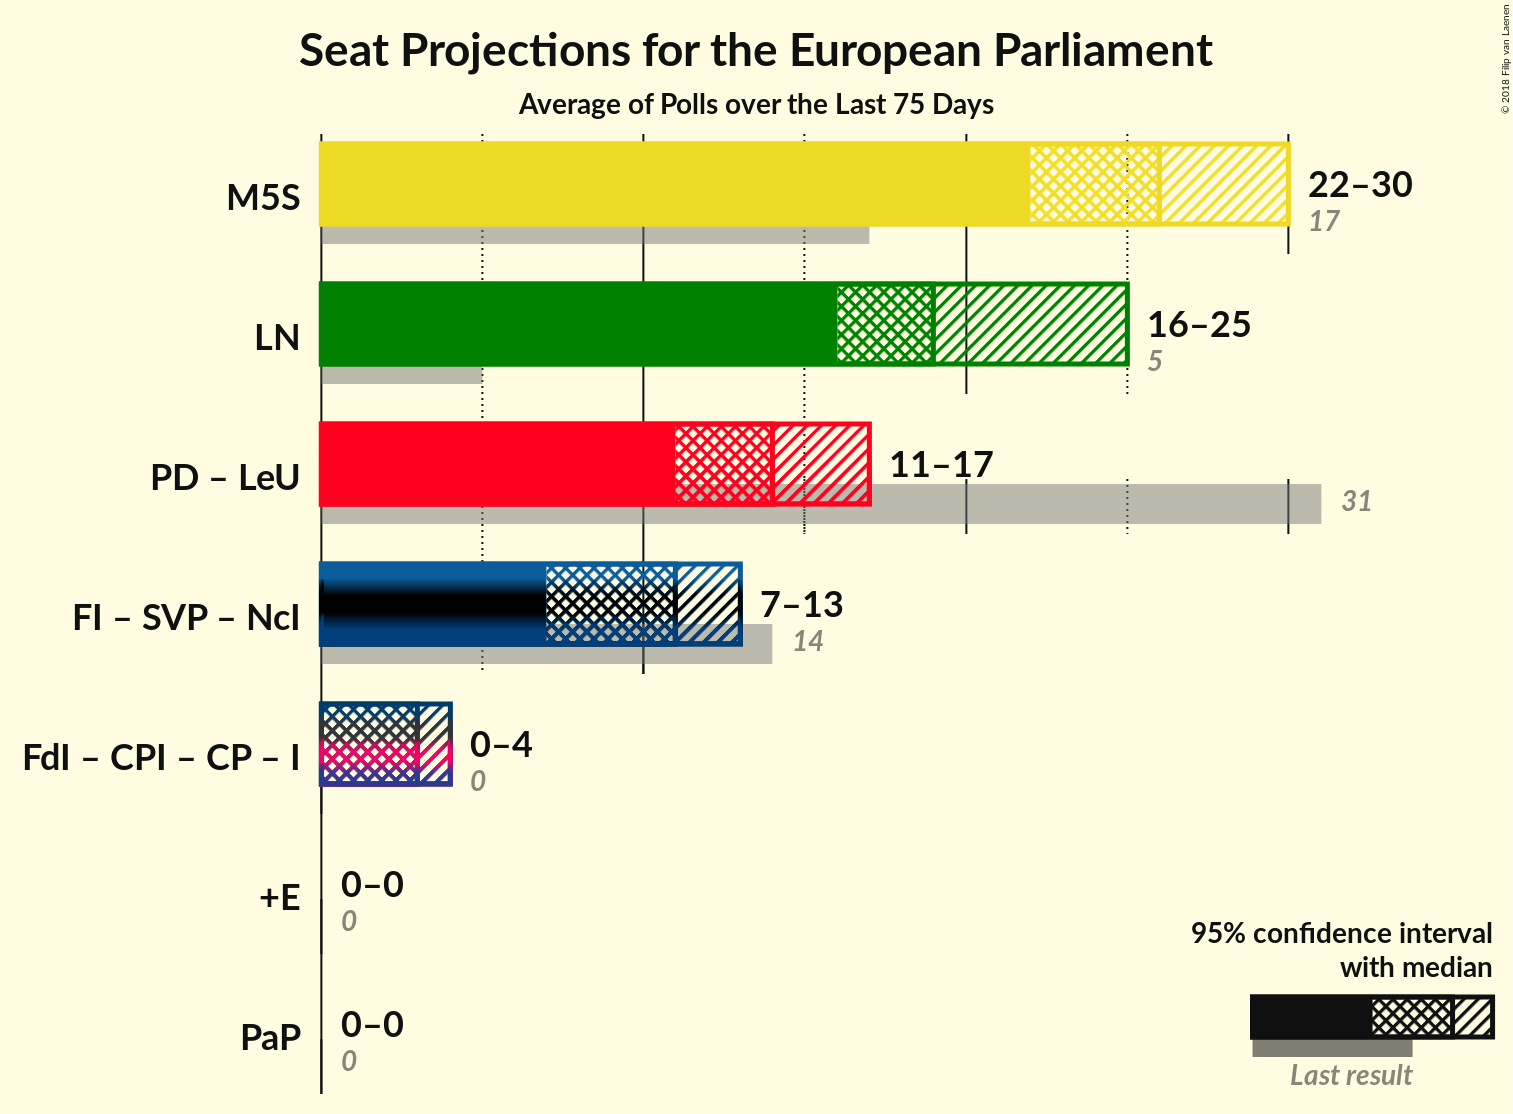 Seat Projections for the European Parliament
Average of Polls over the Last 75 Days
© 2018 Filip van Laenen
M5S
22–30
17
LN
16–25
5
PD – LeU
11–17
31
FI – SVP – NcI
7–13
14
FdI – CPI – CP – I
0–4
0
+E
0–0
0
PaP
0–0
0
95% confidence interval
with median
Last result